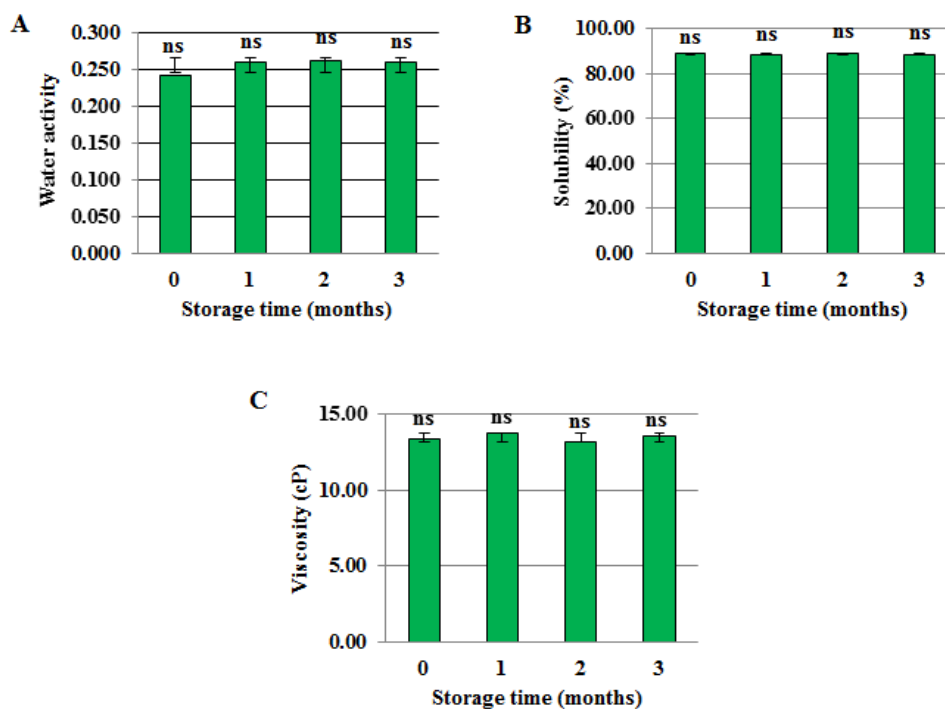 A
Water activity
0.300
0.250
0.200
0.150
0.100
0.050
0.000
ns ns ns ns
0 1 2 3
Storage time (months)
B
Solubility (%)
100.00
80.00
60.00
40.00
20.00
0.00
ns ns ns ns
0 1 2 3
Storage time (months)
C
Viscosity (cP)
15.00
10.00
5.00
0.00
ns ns ns ns
0 1 2 3
Storage time (months)